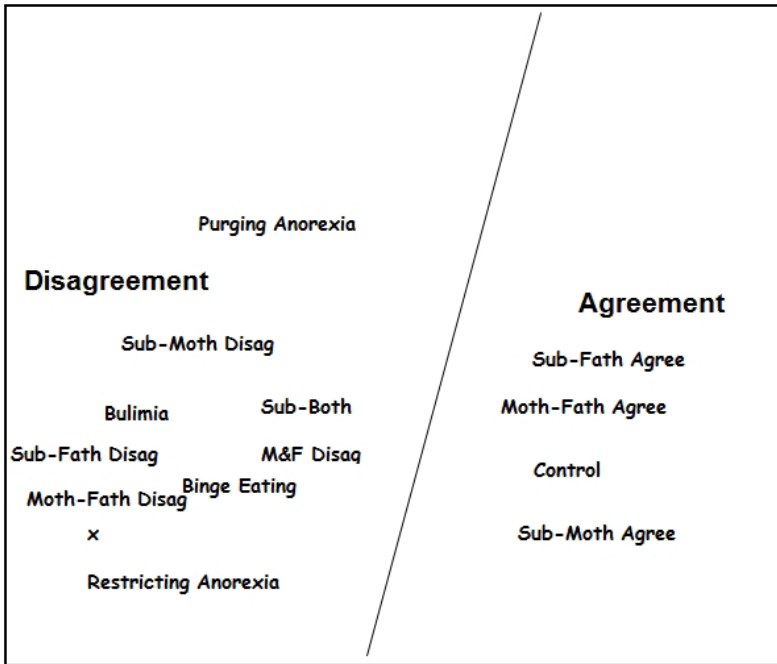 Purging Anorexia
Disagreement
Agreement
Sub-Moth Disag
Sub-Fath Agree
Bulimia
Sub-Both
Moth-Fath Agree
Sub-Fath Disag
M&F Disag
Control
Binge Eating
Moth-Fath Disag
x
Sub-Moth Agree
Restricting Anorexia